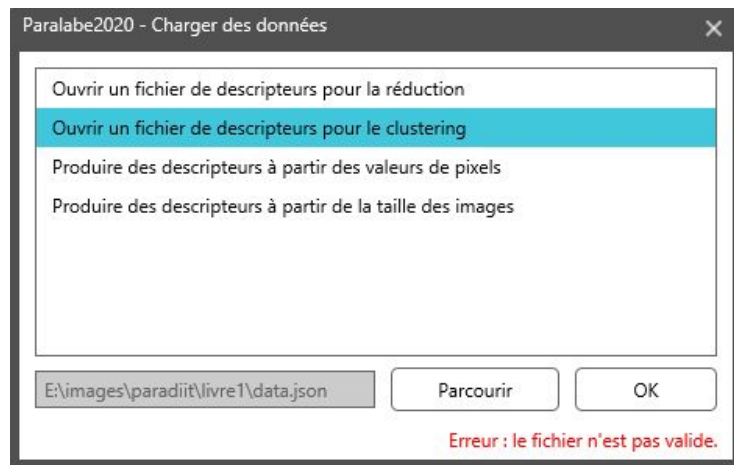 Paralabe2020 - Charger des données
Ouvrir un fichier de descripteurs pour la réduction
Ouvrir un fichier de descripteurs pour le clustering
Produire des descripteurs à partir des valeurs de pixels
Produire des descripteurs à partir de la taille des images
E:\images\paradiit\livre1\data.json
Parcourir
OK
Erreur : le fichier n'est pas valide.